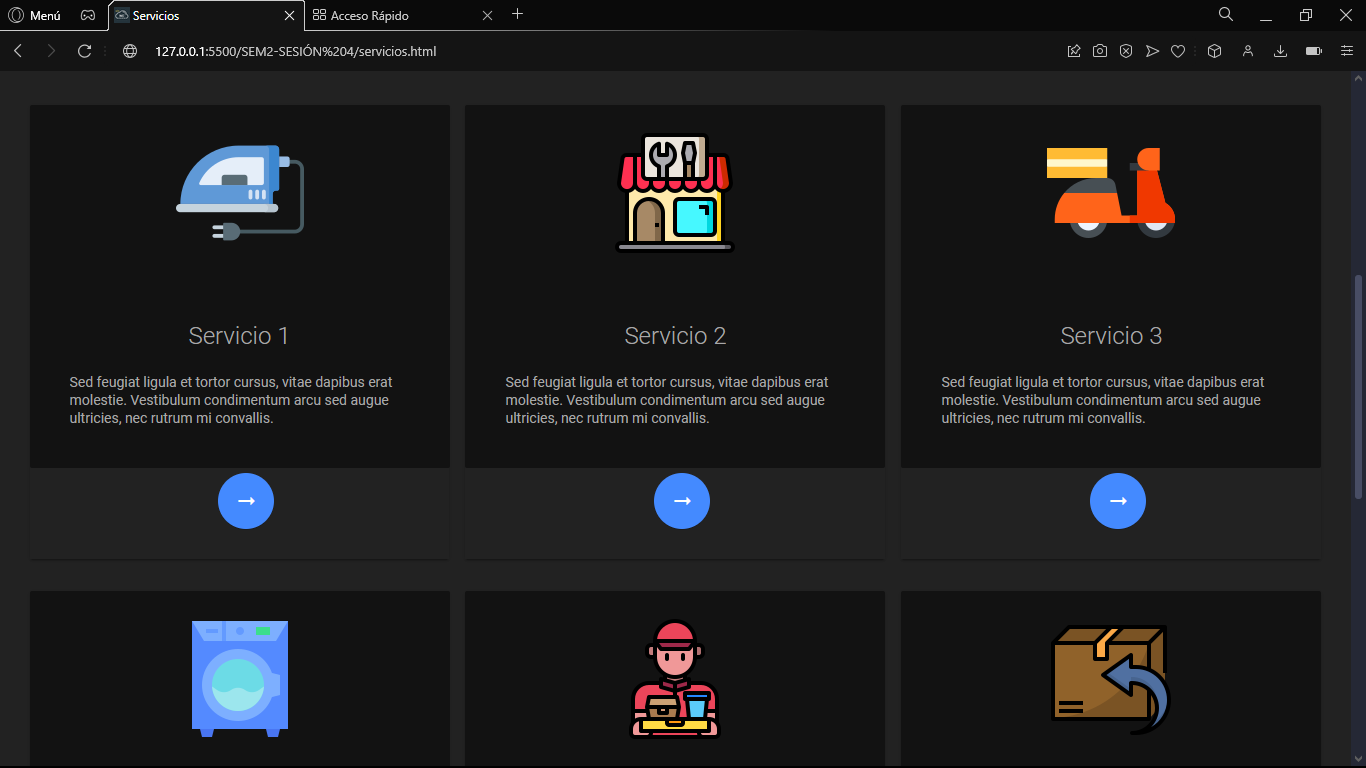 Menú
Servicios
Acceso Rápido
127.0.0.1:5500/SEM2-SESIÓN%204/servicios.html
Servicio 1
Sed feugiat ligula et tortor cursus, vitae dapibus erat
molestie. Vestibulum condimentum arcu sed augue
ultricies, nec rutrum mi convallis.
Servicio 2
Sed feugiat ligula et tortor cursus, vitae dapibus erat
molestie. Vestibulum condimentum arcu sed augue
ultricies, nec rutrum mi convallis.
Servicio 3
Sed feugiat ligula et tortor cursus, vitae dapibus erat
molestie. Vestibulum condimentum arcu sed augue
ultricies, nec rutrum mi convallis.